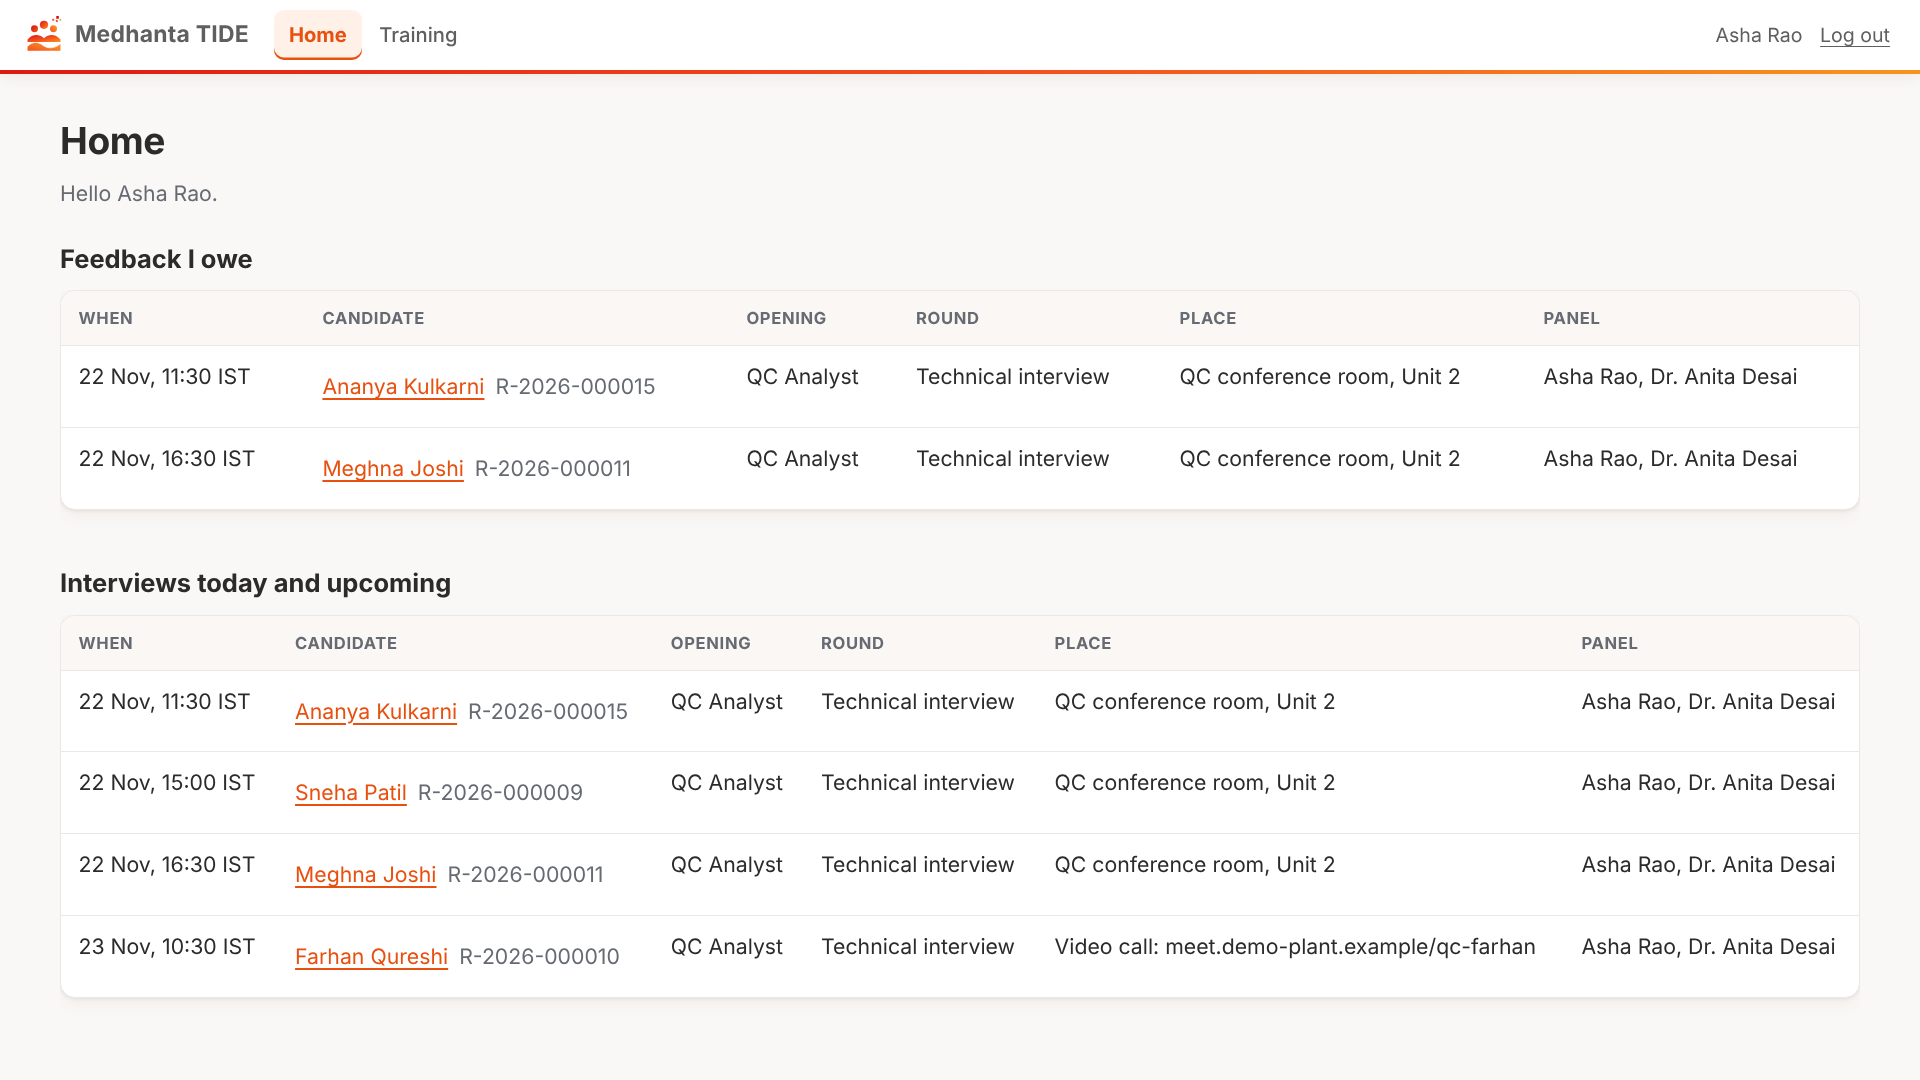 Medhanta TIDE Home Training Asha Rao Log out
Home
Hello Asha Rao.
Feedback I owe
WHEN CANDIDATE OPENING ROUND PLACE PANEL
22 Nov, 11:30 IST Ananya Kulkarni R-2026-000015 QC Analyst Technical interview QC conference room, Unit 2 Asha Rao, Dr. Anita Desai
22 Nov, 16:30 IST Meghna Joshi R-2026-000011 QC Analyst Technical interview QC conference room, Unit 2 Asha Rao, Dr. Anita Desai
Interviews today and upcoming
WHEN CANDIDATE OPENING ROUND PLACE PANEL
22 Nov, 11:30 IST Ananya Kulkarni R-2026-000015 QC Analyst Technical interview QC conference room, Unit 2 Asha Rao, Dr. Anita Desai
22 Nov, 15:00 IST Sneha Patil R-2026-000009 QC Analyst Technical interview QC conference room, Unit 2 Asha Rao, Dr. Anita Desai
22 Nov, 16:30 IST Meghna Joshi R-2026-000011 QC Analyst Technical interview QC conference room, Unit 2 Asha Rao, Dr. Anita Desai
23 Nov, 10:30 IST Farhan Qureshi R-2026-000010 QC Analyst Technical interview Video call: meet.demo-plant.example/qc-farhan Asha Rao, Dr. Anita Desai